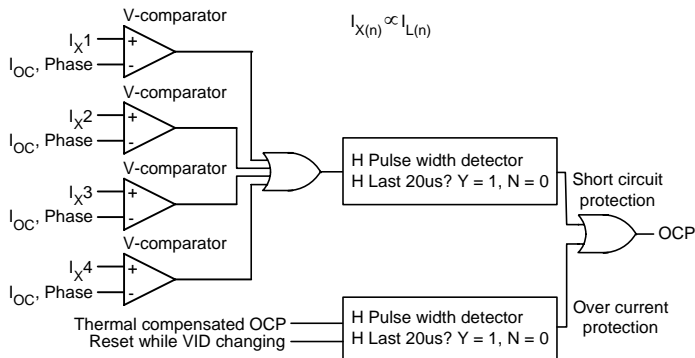 V-comparator
I_X(n) ∝ I_L(n)
I_X1
+
I_OC, Phase
-
V-comparator
I_X2
+
I_OC, Phase
-
V-comparator
I_X3
+
I_OC, Phase
-
V-comparator
I_X4
+
I_OC, Phase
-
H Pulse width detector
H Last 20us? Y = 1, N = 0
Short circuit
protection
OCP
Thermal compensated OCP
Reset while VID changing
H Pulse width detector
H Last 20us? Y = 1, N = 0
Over current
protection